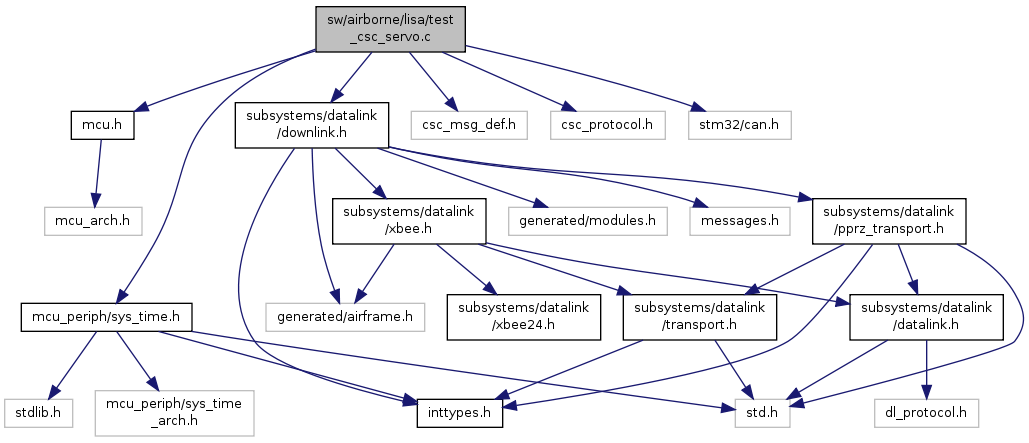 sw/airborne/lisa/test
_csc_servo.c
mcu.h
subsystems/datalink
/downlink.h
csc_msg_def.h
csc_protocol.h
stm32/can.h
mcu_arch.h
subsystems/datalink
/xbee.h
generated/modules.h
messages.h
subsystems/datalink
/pprz_transport.h
mcu_periph/sys_time.h
generated/airframe.h
subsystems/datalink
/xbee24.h
subsystems/datalink
/transport.h
subsystems/datalink
/datalink.h
stdlib.h
mcu_periph/sys_time
_arch.h
inttypes.h
std.h
dl_protocol.h